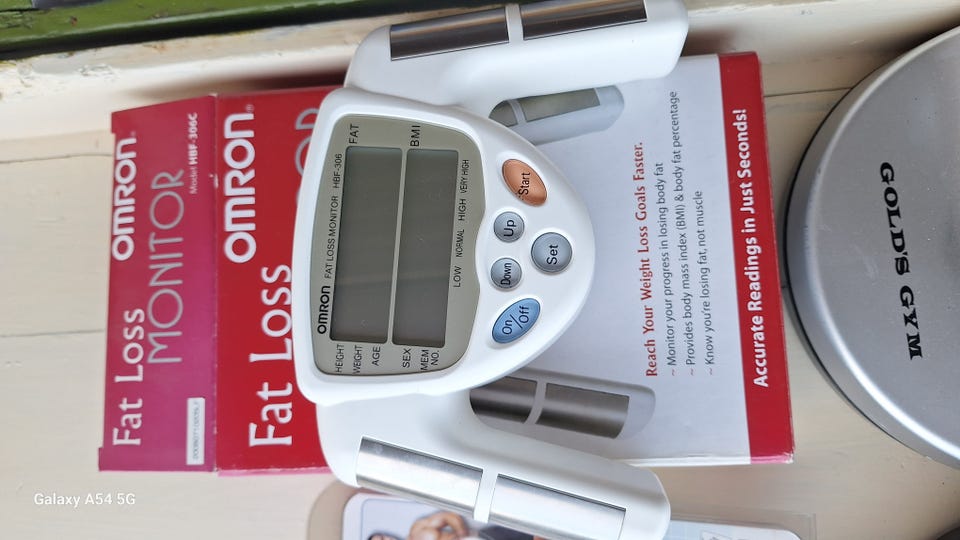 OMRON®
Fat Loss
MONITOR
Model HBF-306C
OMRON®
Fat Loss
OMRON FAT LOSS MONITOR HBF-306
FAT
BMI
HEIGHT
WEIGHT
AGE
SEX
MEM
NO.
LOW NORMAL HIGH VERY HIGH
Start
Up
Down
Set
On/Off
Reach Your Weight Loss Goals Faster.
~ Monitor your progress in losing body fat
~ Provides body mass index (BMI) & body fat percentage
~ Know you're losing fat, not muscle
Accurate Readings in Just Seconds!
GOLD'S GYM
Galaxy A54 5G